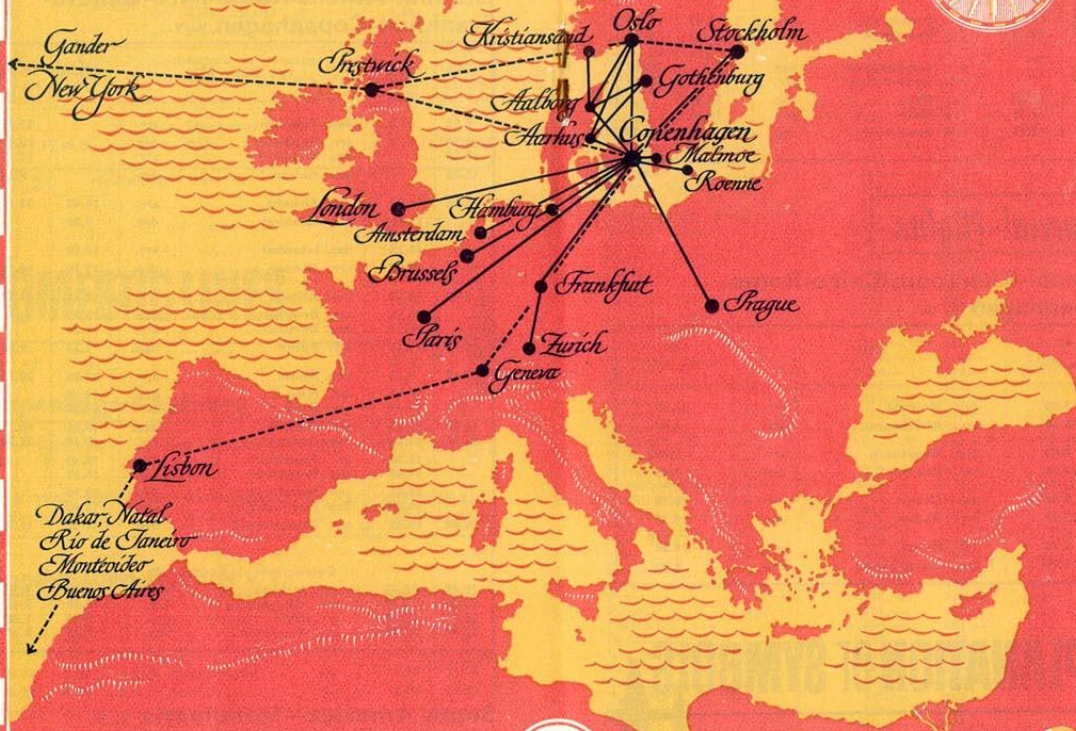 Gander
New York
Prestwick
Kristiansand
Oslo
Stockholm
Gothenburg
Aalborg
Aarhus
Copenhagen
Malmoe
Roenne
London
Hamburg
Amsterdam
Brussels
Frankfurt
Prague
Paris
Zurich
Geneva
Lisbon
Dakar, Natal
Rio de Janeiro
Montevideo
Buenos Aires